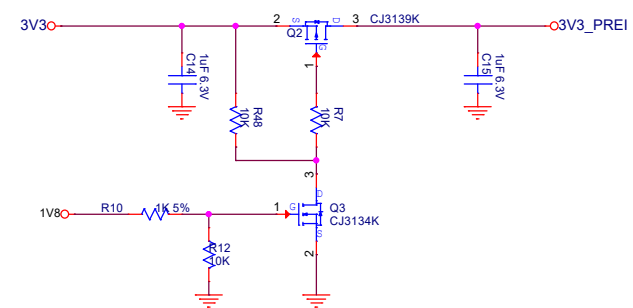 3V3
2
S
D
3
CJ3139K
3V3_PREI
Q2
G
1
C14
1uF 6.3V
R48
10K
R7
10K
C15
1uF 6.3V
3
D
1V8
R10
1K 5%
1
G
Q3
CJ3134K
S
2
R12
10K